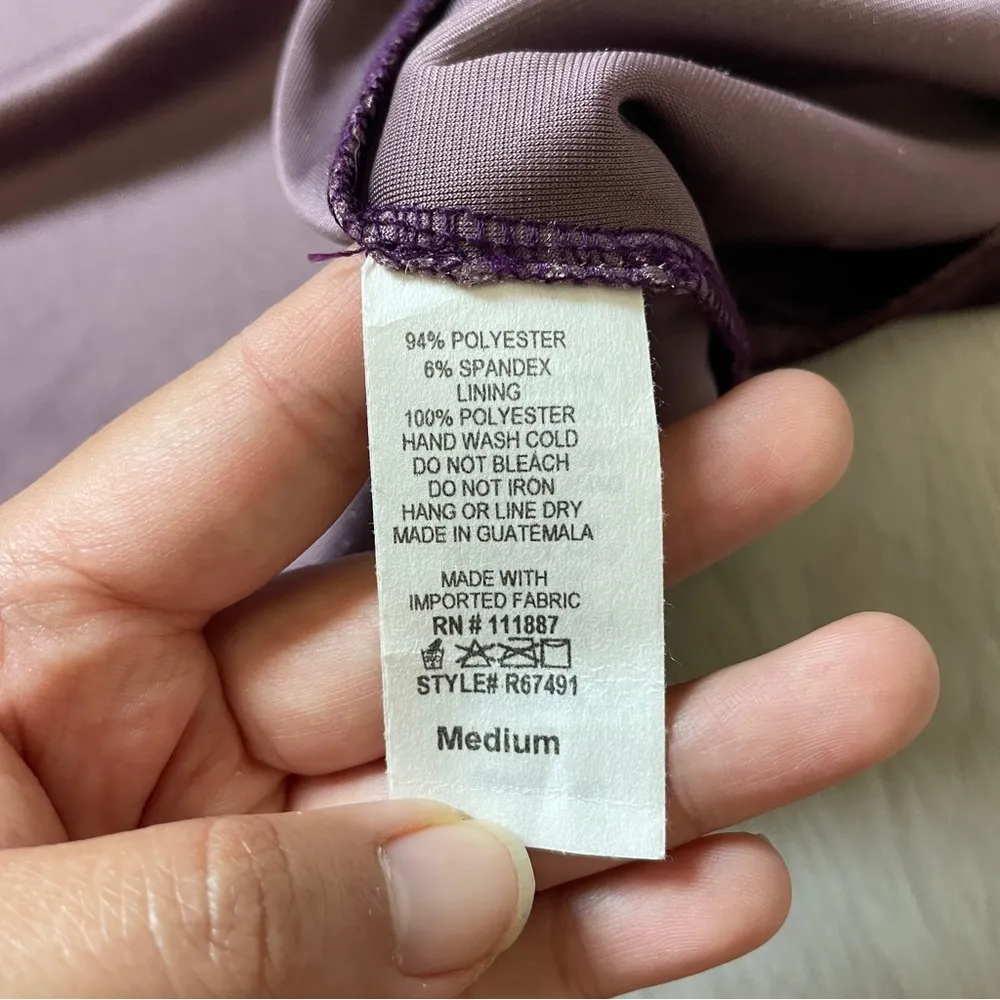 94% POLYESTER
6% SPANDEX
LINING
100% POLYESTER
HAND WASH COLD
DO NOT BLEACH
DO NOT IRON
HANG OR LINE DRY
MADE IN GUATEMALA
MADE WITH
IMPORTED FABRIC
RN # 111887
STYLE# R67491
Medium